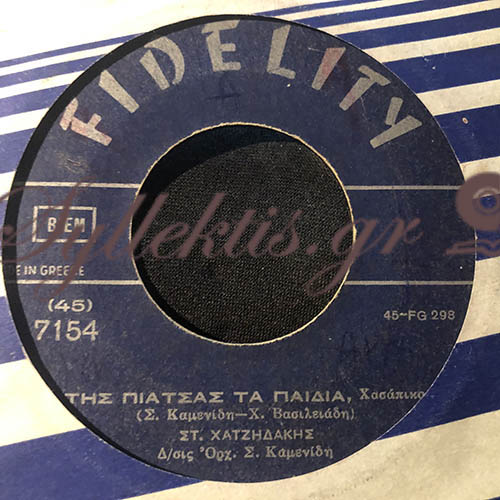 FIDELITY
BIEM
E IN GREECE
(45)
7154
45-FG 298
ΤΗΣ ΠΙΑΤΣΑΣ ΤΑ ΠΑΙΔΙΑ, Χασάπικο
(Σ. Καμενίδη-Χ. Βασιλειάδη)
ΣΤ. ΧΑΤΖΗΔΑΚΗΣ
Δ/σις Ὀρχ. Σ. Καμενίδη
Syllektis.gr